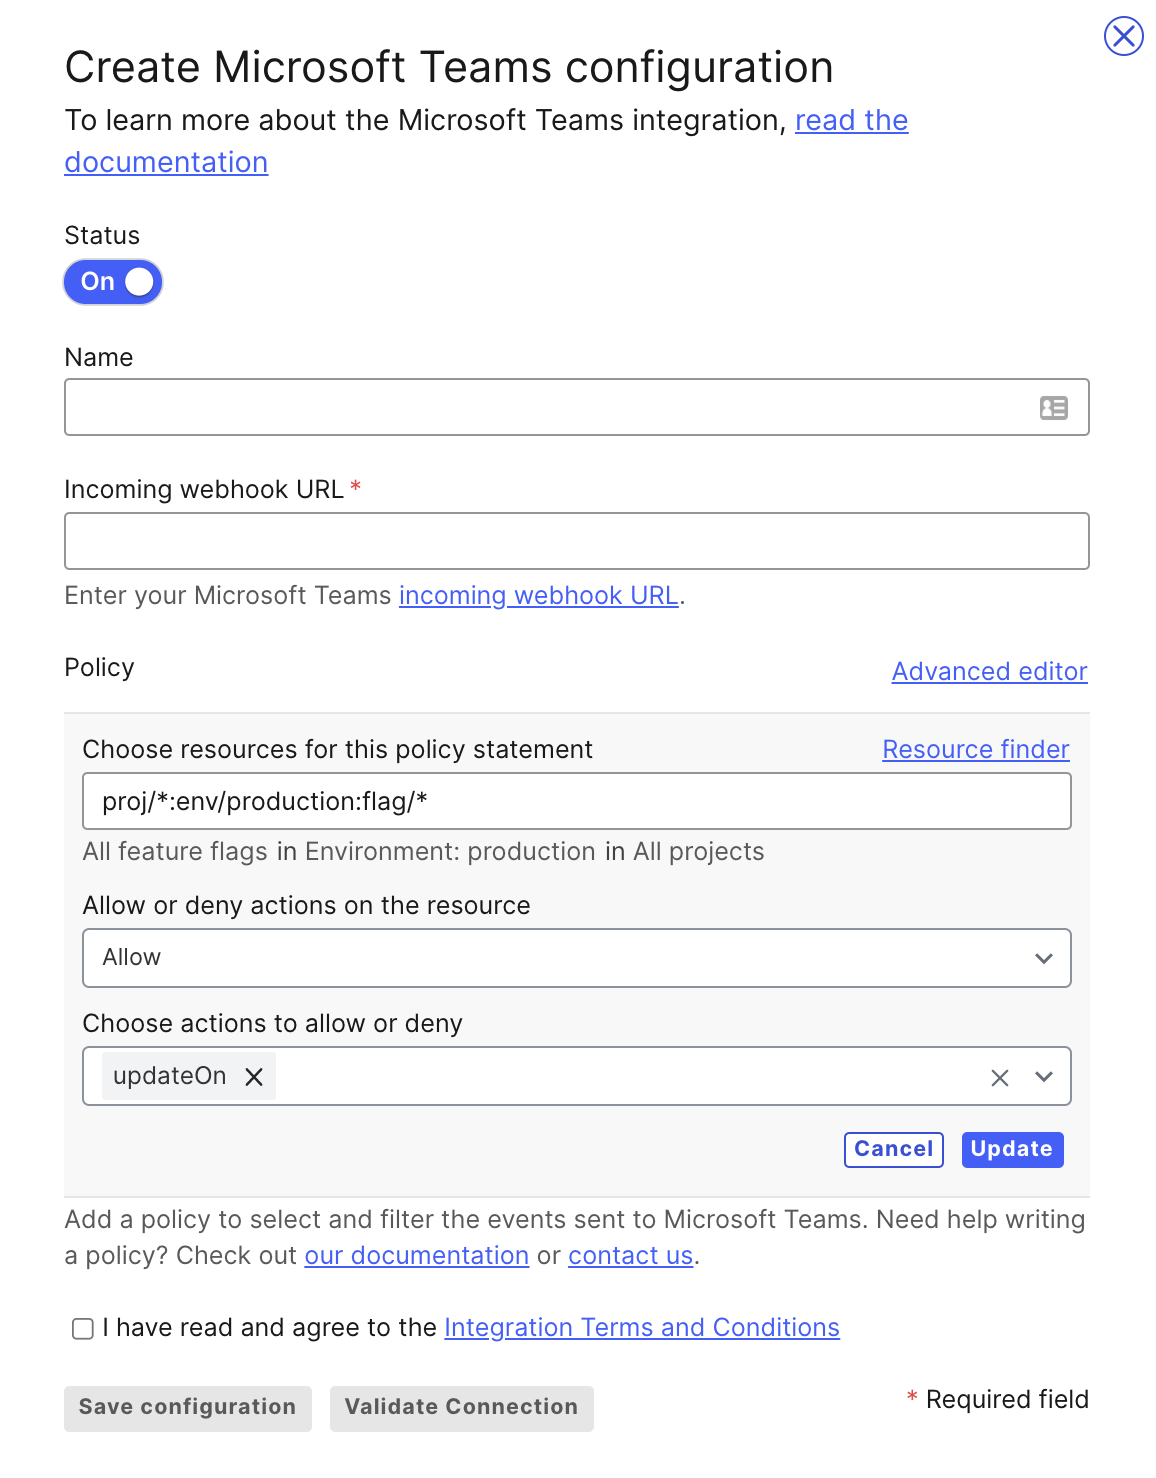 Create Microsoft Teams configuration
To learn more about the Microsoft Teams integration, read the
documentation
Status
On
Name
Incoming webhook URL *
Enter your Microsoft Teams incoming webhook URL.
Policy
Advanced editor
Choose resources for this policy statement
Resource finder
proj/*:env/production:flag/*
All feature flags in Environment: production in All projects
Allow or deny actions on the resource
Allow
Choose actions to allow or deny
updateOn
Cancel
Update
Add a policy to select and filter the events sent to Microsoft Teams. Need help writing
a policy? Check out our documentation or contact us.
I have read and agree to the Integration Terms and Conditions
Save configuration
Validate Connection
* Required field